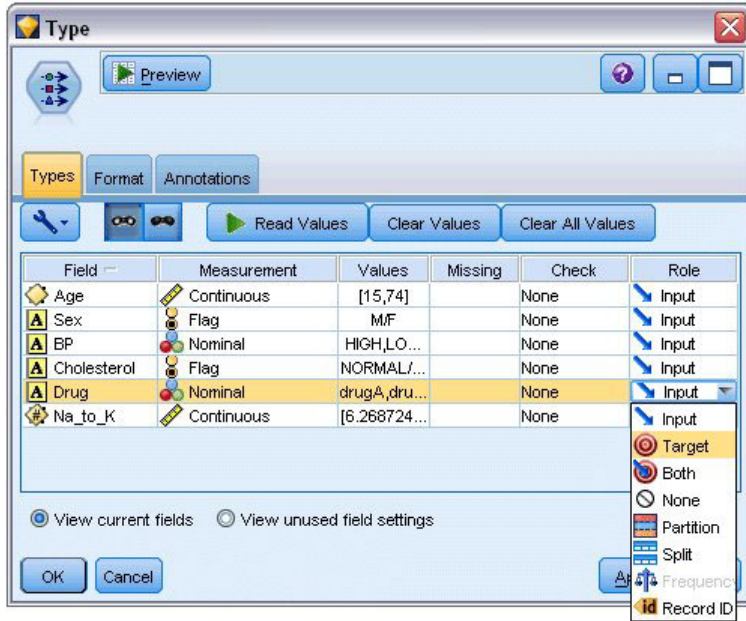 Type
Preview
Types Format Annotations
Read Values Clear Values Clear All Values
Field Measurement Values Missing Check Role
Age Continuous [15,74] None Input
A Sex Flag M/F None Input
A BP Nominal HIGH,LO... None Input
A Cholesterol Flag NORMAL/... None Input
A Drug Nominal drugA,dru... None Input
# Na_to_K Continuous [6.268724... None Input
Input
Target
Both
None
Partition
Split
Frequency
id Record ID
View current fields View unused field settings
OK Cancel